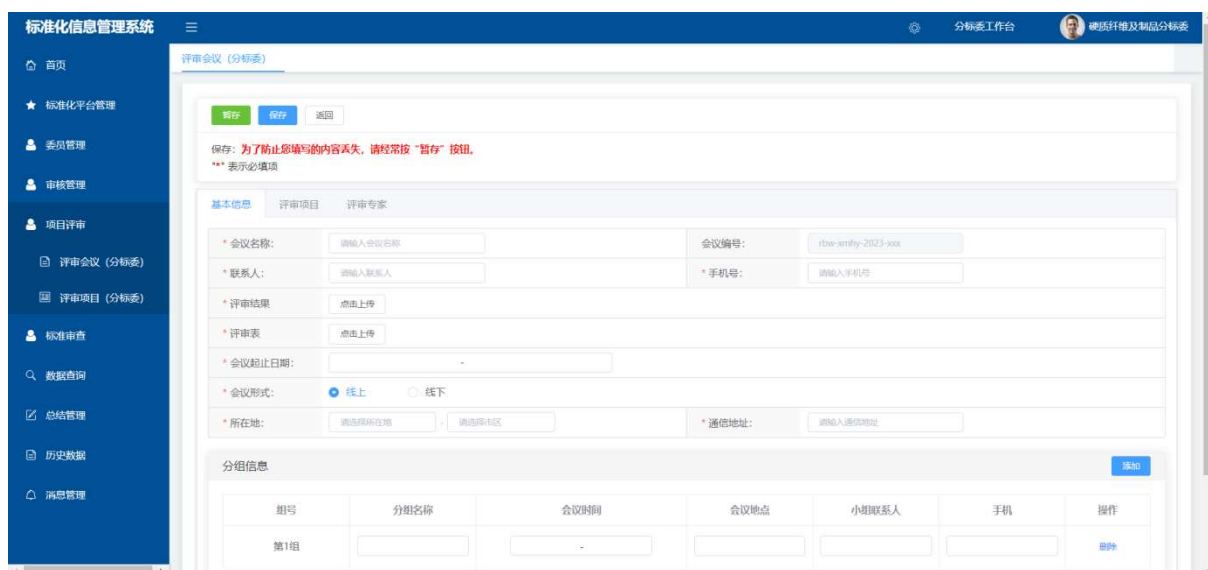 标准化信息管理系统
分标委工作台
硬质纤维及制品分标委
首页
标准化平台管理
委员管理
审核管理
项目评审
评审会议（分标委）
评审项目（分标委）
标准审查
数据查询
总结管理
历史数据
消息管理
评审会议（分标委）
暂存 保存 返回
保存：为了防止您填写的内容丢失，请经常按“暂存”按钮。
"*" 表示必填项
基本信息 评审项目 评审专家
* 会议名称： 请输入会议名称 会议编号： rbw-xmhy-2023-xxx
* 联系人： 请输入联系人 * 手机号： 请输入手机号
* 评审结果 点击上传
* 评审表 点击上传
* 会议起止日期： -
* 会议形式： 线上 线下
* 所在地： 请选择所在地 - 请选择市区 * 通信地址： 请输入通信地址
分组信息 添加
组号 分组名称 会议时间 会议地点 小组联系人 手机 操作
第1组 - 删除